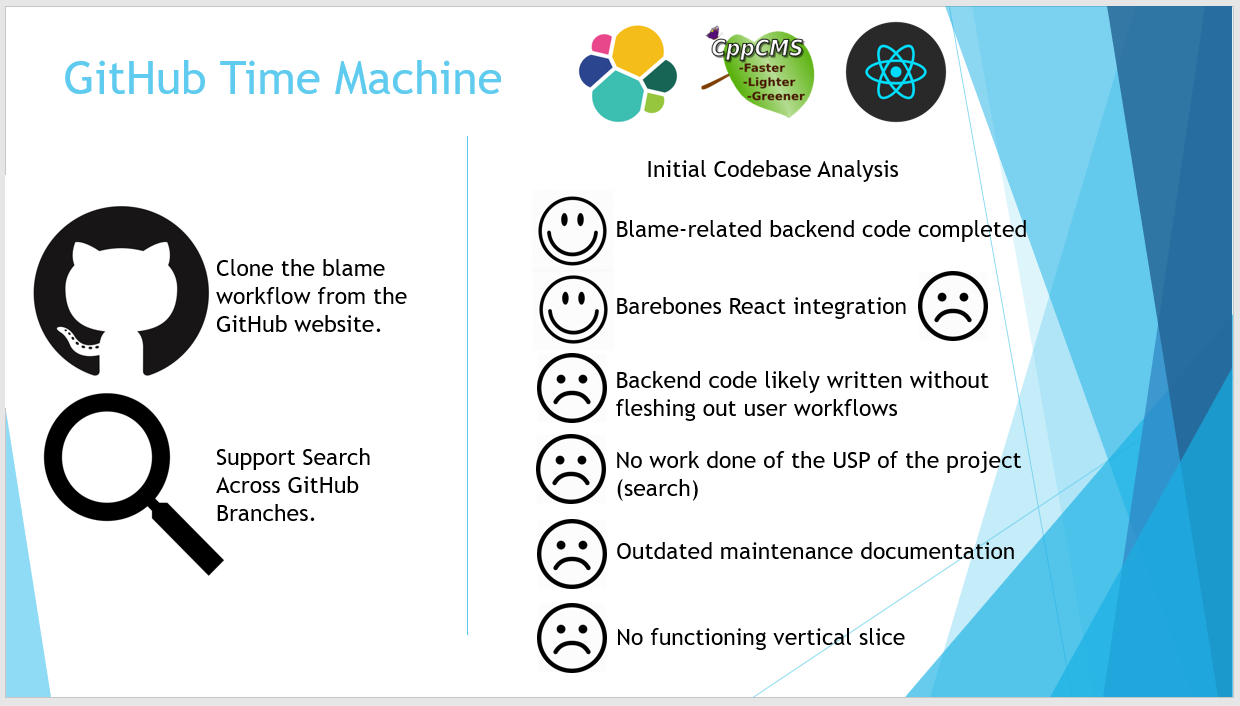 GitHub Time Machine
CppCMS
-Faster
-Lighter
-Greener
Clone the blame
workflow from the
GitHub website.
Support Search
Across GitHub
Branches.
Initial Codebase Analysis
Blame-related backend code completed
Barebones React integration
Backend code likely written without
fleshing out user workflows
No work done of the USP of the project
(search)
Outdated maintenance documentation
No functioning vertical slice